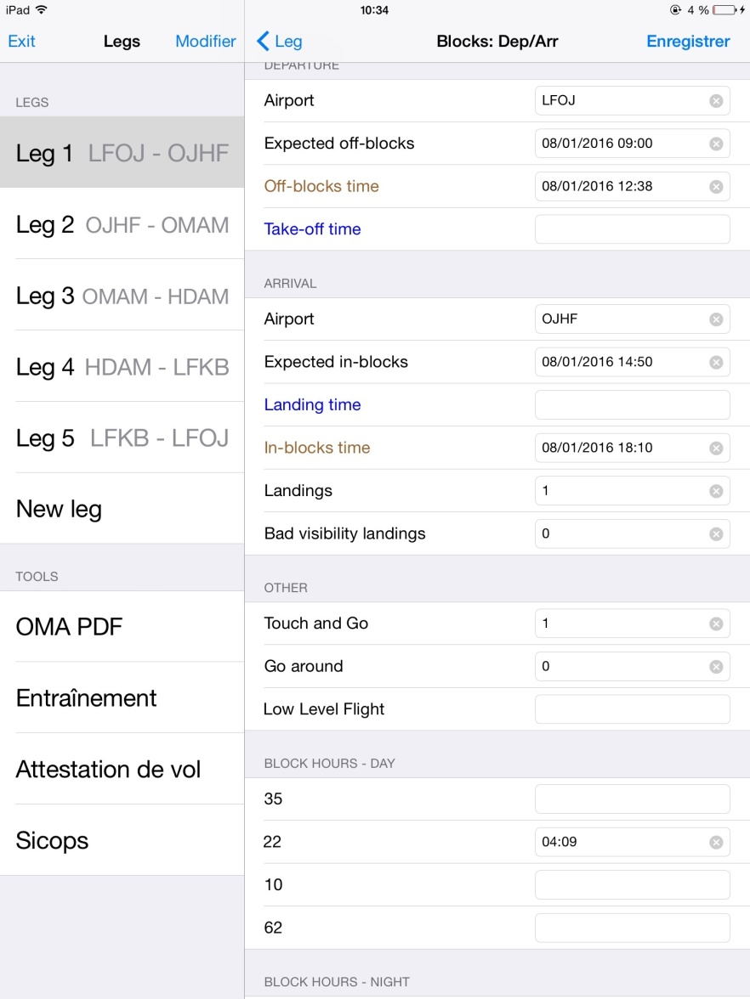 iPad 10:34 4 %
Exit Legs Modifier
LEGS
Leg 1 LFOJ - OJHF
Leg 2 OJHF - OMAM
Leg 3 OMAM - HDAM
Leg 4 HDAM - LFKB
Leg 5 LFKB - LFOJ
New leg
TOOLS
OMA PDF
Entraînement
Attestation de vol
Sicops
Leg Blocks: Dep/Arr Enregistrer
DEPARTURE
Airport LFOJ
Expected off-blocks 08/01/2016 09:00
Off-blocks time 08/01/2016 12:38
Take-off time
ARRIVAL
Airport OJHF
Expected in-blocks 08/01/2016 14:50
Landing time
In-blocks time 08/01/2016 18:10
Landings 1
Bad visibility landings 0
OTHER
Touch and Go 1
Go around 0
Low Level Flight
BLOCK HOURS - DAY
35
22 04:09
10
62
BLOCK HOURS - NIGHT